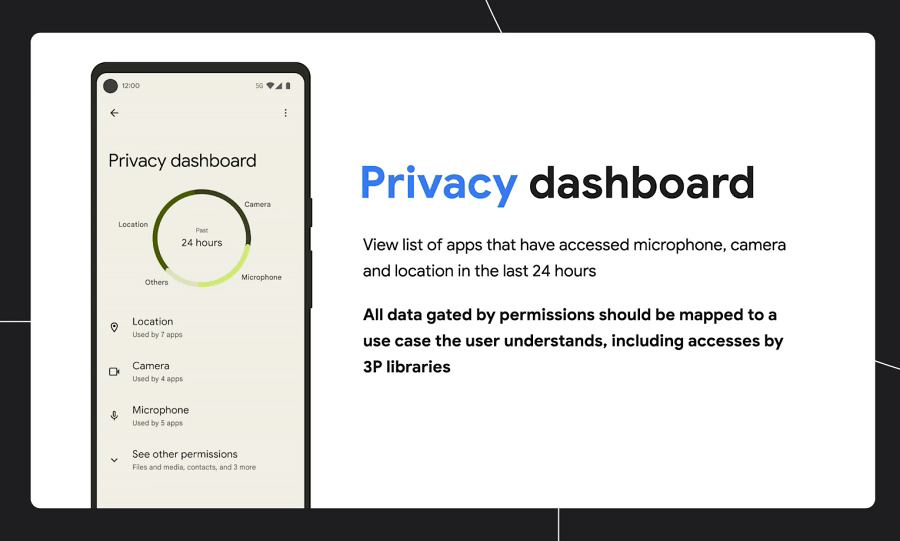 12:00
5G
Privacy dashboard
Camera
Location
Past
24 hours
Others
Microphone
Location
Used by 7 apps
Camera
Used by 4 apps
Microphone
Used by 5 apps
See other permissions
Files and media, contacts, and 3 more
Privacy dashboard
View list of apps that have accessed microphone, camera
and location in the last 24 hours
All data gated by permissions should be mapped to a
use case the user understands, including accesses by
3P libraries